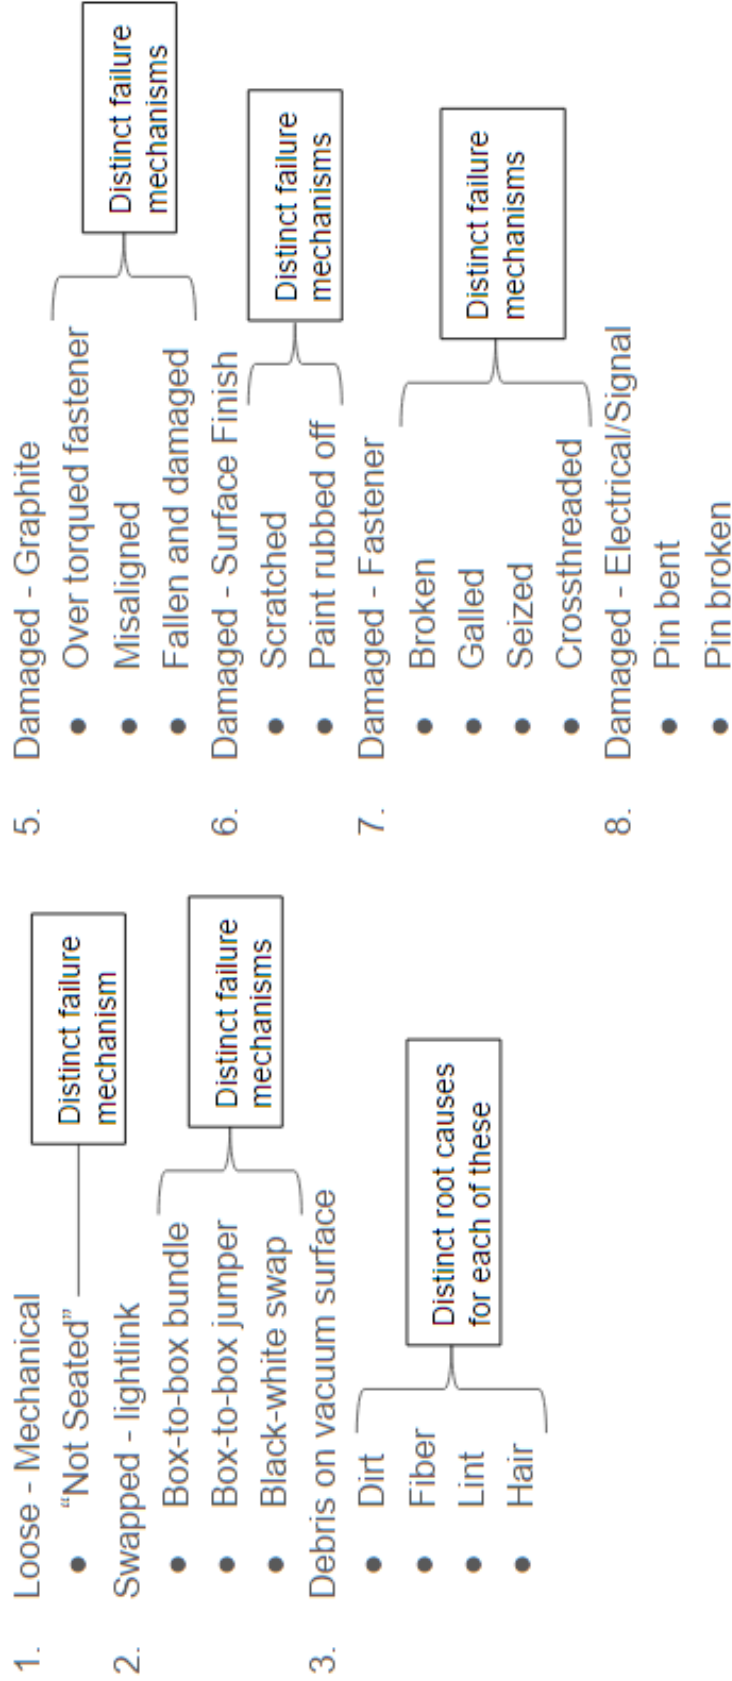 1. Loose - Mechanical
● “Not Seated”
Distinct failure
mechanism
2. Swapped - lightlink
● Box-to-box bundle
● Box-to-box jumper
● Black-white swap
Distinct failure
mechanisms
3. Debris on vacuum surface
● Dirt
● Fiber
● Lint
● Hair
Distinct root causes
for each of these
5. Damaged - Graphite
● Over torqued fastener
● Misaligned
● Fallen and damaged
Distinct failure
mechanisms
6. Damaged - Surface Finish
● Scratched
● Paint rubbed off
Distinct failure
mechanisms
7. Damaged - Fastener
● Broken
● Galled
● Seized
● Crossthreaded
Distinct failure
mechanisms
8. Damaged - Electrical/Signal
● Pin bent
● Pin broken